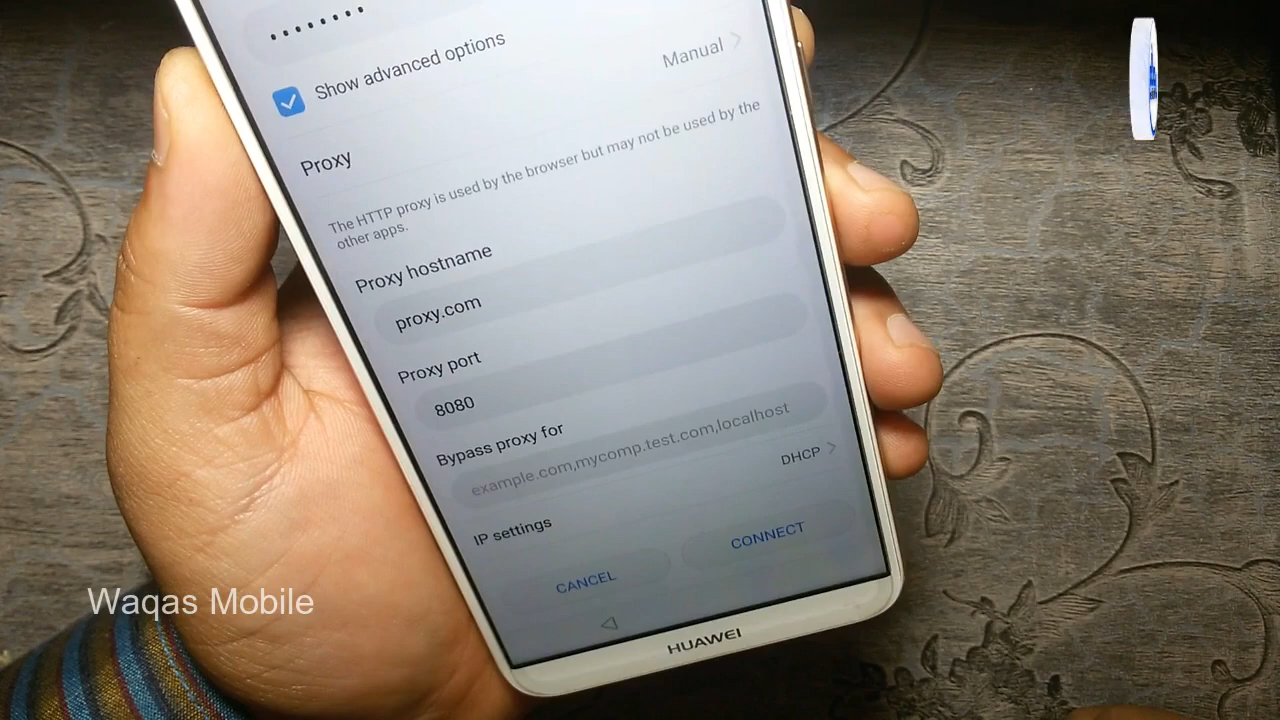 ••••••••
Show advanced options
Manual
Proxy
The HTTP proxy is used by the browser but may not be used by the
other apps.
Proxy hostname
proxy.com
Proxy port
8080
Bypass proxy for
example.com,mycomp.test.com,localhost
DHCP
IP settings
CANCEL
CONNECT
HUAWEI
Waqas Mobile